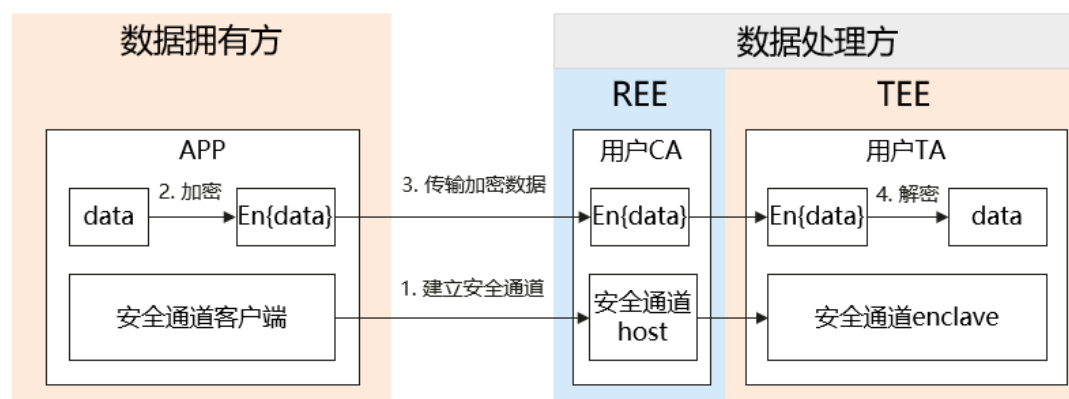 数据拥有方
数据处理方
REE
TEE
APP
用户CA
用户TA
data
2. 加密
En{data}
3. 传输加密数据
En{data}
En{data}
4. 解密
data
安全通道客户端
1. 建立安全通道
安全通道
host
安全通道enclave